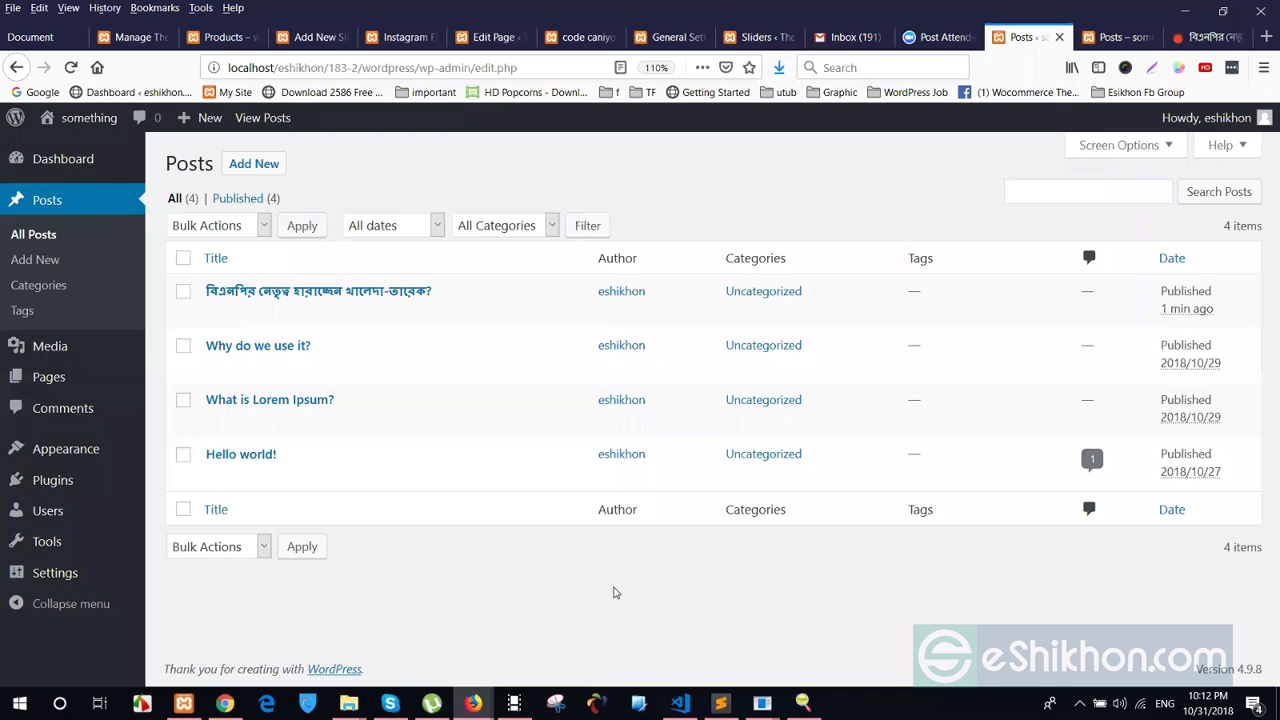 File Edit View History Bookmarks Tools Help
Document Manage The Products – w Add New Sl Instagram F Edit Page ‹ code caniyo General Set Sliders ‹ The Inbox (191) Post Attend Posts ‹ so Posts – som বিএনপির নেতৃ
localhost/eshikhon/183-2/wordpress/wp-admin/edit.php 110% Search
Google Dashboard ‹ eshikhon.... My Site Download 2586 Free ... important HD Popcorns - Downl... f TF Getting Started utub Graphic WordPress Job (1) Wocommerce The... Esikhon Fb Group
something 0 New View Posts Howdy, eshikhon
Screen Options Help
Dashboard
Posts
All Posts
Add New
Categories
Tags
Media
Pages
Comments
Appearance
Plugins
Users
Tools
Settings
Collapse menu
Posts Add New
All (4) | Published (4) Search Posts
Bulk Actions Apply All dates All Categories Filter 4 items
Title Author Categories Tags Date
বিএনপির নেতৃত্ব হারাচ্ছেন খালেদা-তারেক? eshikhon Uncategorized — — Published
1 min ago
Why do we use it? eshikhon Uncategorized — — Published
2018/10/29
What is Lorem Ipsum? eshikhon Uncategorized — — Published
2018/10/29
Hello world! eshikhon Uncategorized — 1 Published
2018/10/27
Title Author Categories Tags Date
Bulk Actions Apply 4 items
eShikhon.com
Thank you for creating with WordPress. Version 4.9.8
ENG 10:12 PM
10/31/2018 4